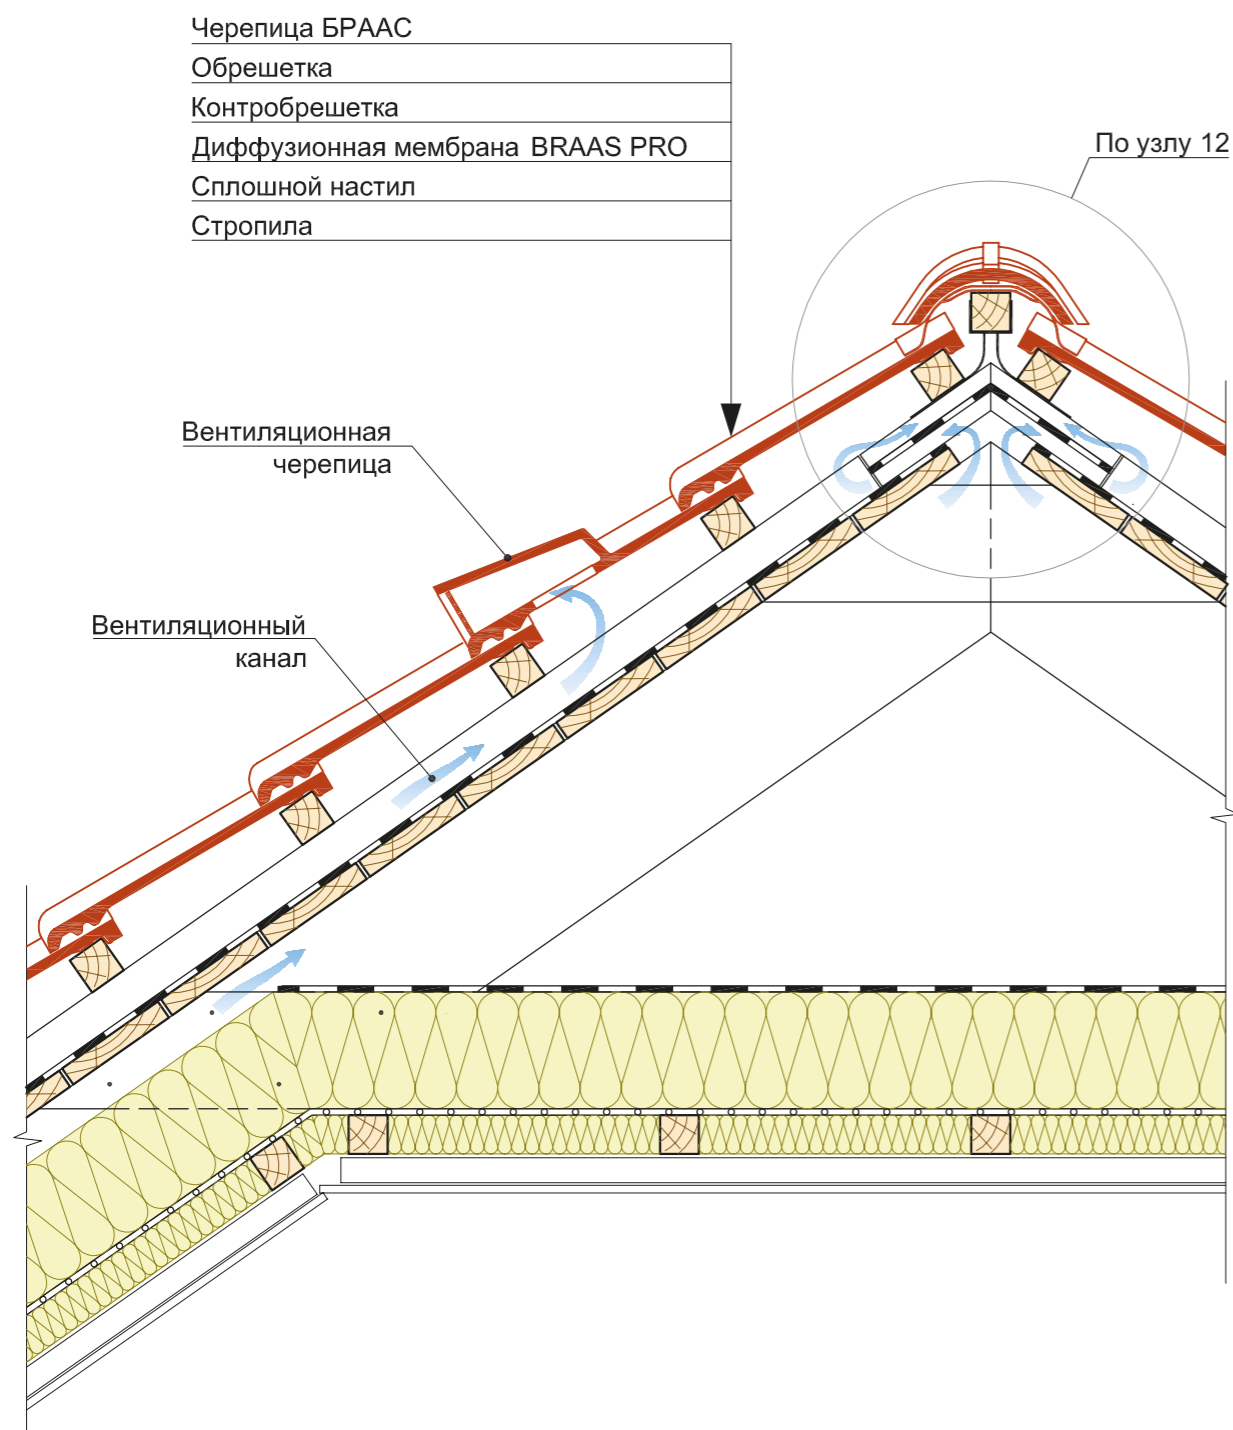 Черепица БРААС
Обрешетка
Контробрешетка
Диффузионная мембрана BRAAS PRO
Сплошной настил
Стропила
По узлу 12
Вентиляционная
черепица
Вентиляционный
канал